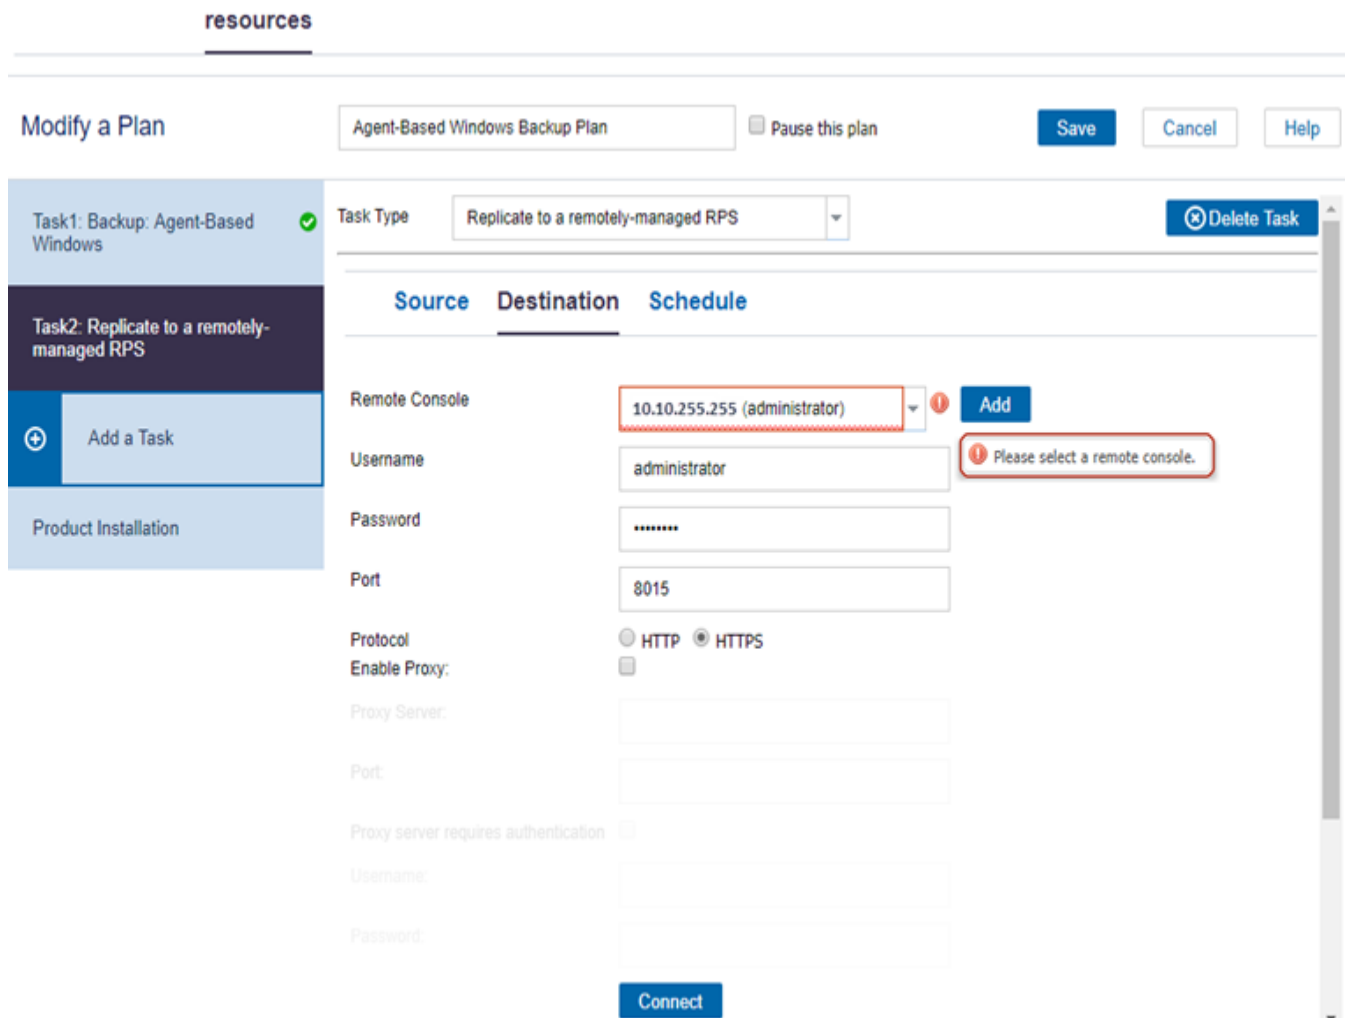 resources
Modify a Plan
Agent-Based Windows Backup Plan
Pause this plan
Save
Cancel
Help
Task1: Backup: Agent-Based
Windows
Task2: Replicate to a remotely-
managed RPS
Add a Task
Product Installation
Task Type
Replicate to a remotely-managed RPS
Delete Task
Source
Destination
Schedule
Remote Console
10.10.255.255 (administrator)
Add
Please select a remote console.
Username
administrator
Password
••••••••
Port
8015
Protocol
HTTP
HTTPS
Enable Proxy:
Proxy Server:
Port:
Proxy server requires authentication
Username:
Password:
Connect